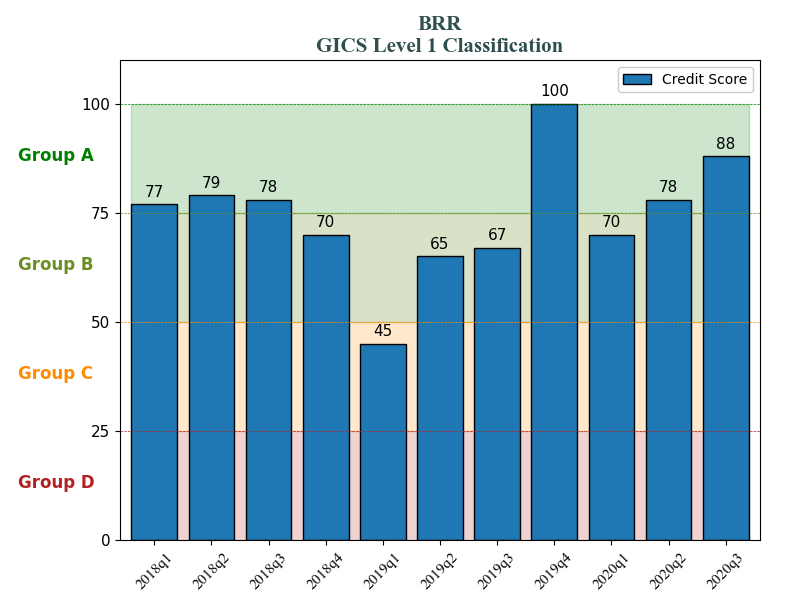 BRR
GICS Level 1 Classification
Credit Score
100
75
50
25
0
Group A
Group B
Group C
Group D
77
79
78
70
45
65
67
100
70
78
88
2018q1
2018q2
2018q3
2018q4
2019q1
2019q2
2019q3
2019q4
2020q1
2020q2
2020q3